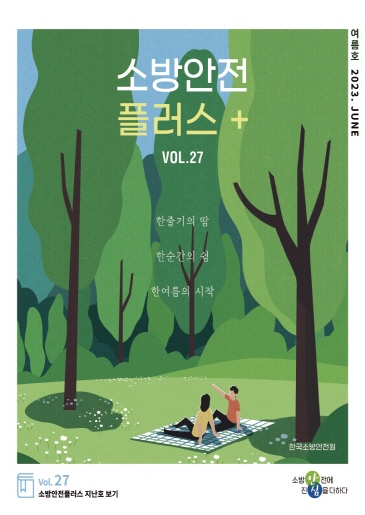 소방안전
플러스 +
VOL.27
여름호 2023. JUNE
한줄기의 땀
한순간의 쉼
한여름의 시작
한국소방안전원
Vol. 27
소방안전플러스 지난호 보기
소방안전에
진심을다하다